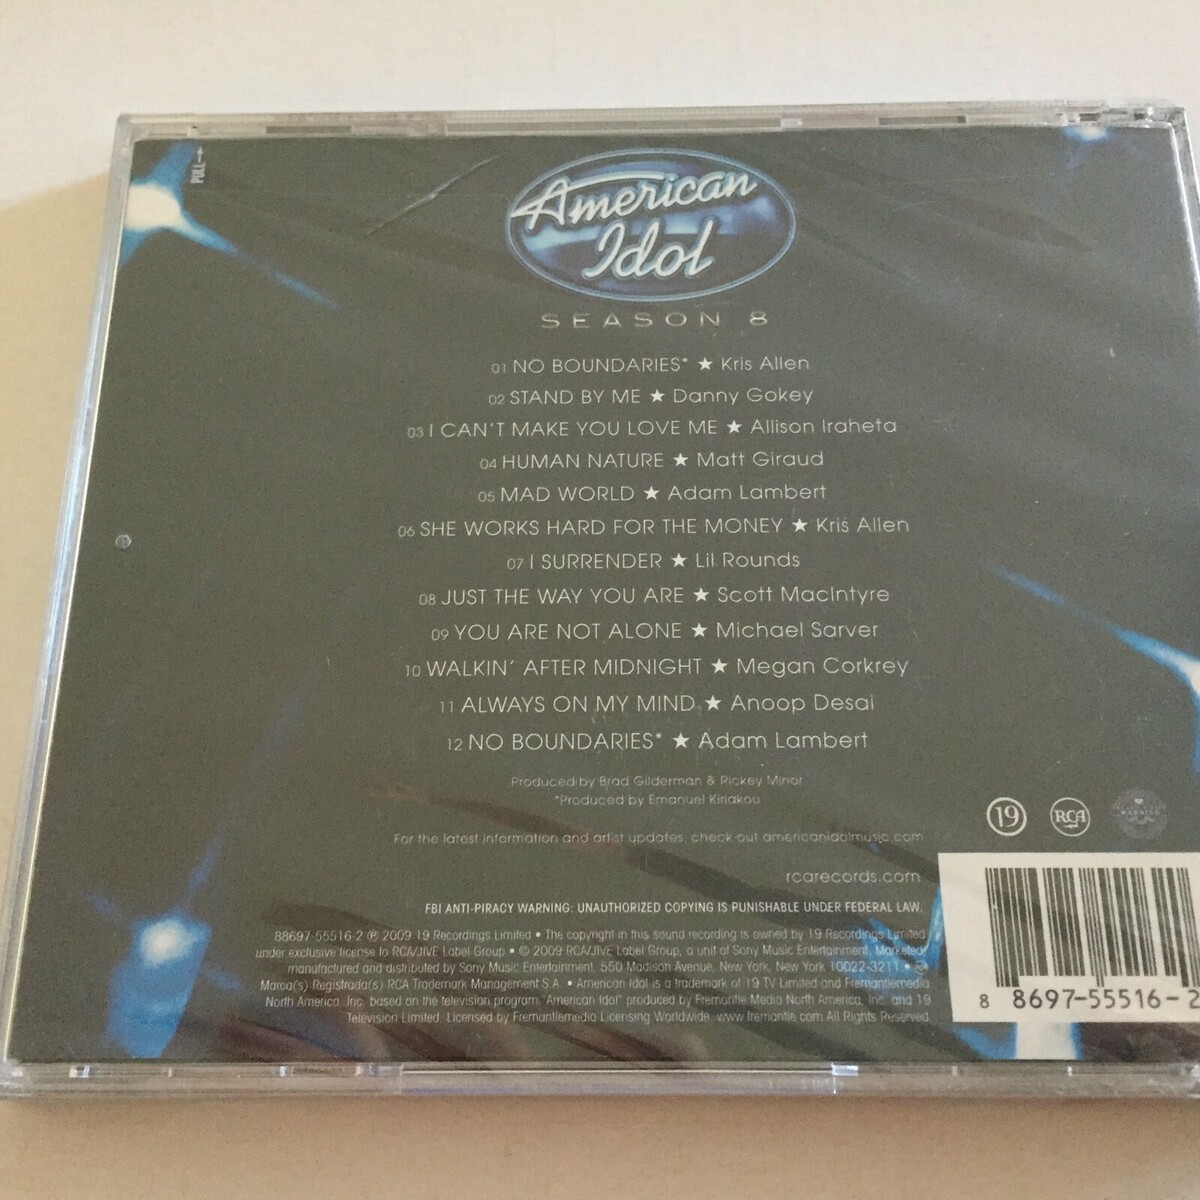 PULL→
American
Idol
SEASON 8
01 NO BOUNDARIES* ★ Kris Allen
02 STAND BY ME ★ Danny Gokey
03 I CAN'T MAKE YOU LOVE ME ★ Allison Iraheta
04 HUMAN NATURE ★ Matt Giraud
05 MAD WORLD ★ Adam Lambert
06 SHE WORKS HARD FOR THE MONEY ★ Kris Allen
07 I SURRENDER ★ Lil Rounds
08 JUST THE WAY YOU ARE ★ Scott MacIntyre
09 YOU ARE NOT ALONE ★ Michael Sarver
10 WALKIN' AFTER MIDNIGHT ★ Megan Corkrey
11 ALWAYS ON MY MIND ★ Anoop Desai
12 NO BOUNDARIES* ★ Adam Lambert
Produced by Brad Gilderman & Rickey Minor
*Produced by Emanuel Kiriakou
For the latest information and artist updates, check out americanidolmusic.com
19 RCA WARNING
rcarecords.com
FBI ANTI-PIRACY WARNING: UNAUTHORIZED COPYING IS PUNISHABLE UNDER FEDERAL LAW.
88697-55516-2 ℗ 2009 19 Recordings Limited • The copyright in this sound recording is owned by 19 Recordings Limited
under exclusive license to RCA/JIVE Label Group • © 2009 RCA/JIVE Label Group, a unit of Sony Music Entertainment. Marketed,
manufactured and distributed by Sony Music Entertainment, 550 Madison Avenue, New York, New York 10022-3211 •
Marca(s) Registrada(s) RCA Trademark Management S.A. • American Idol is a trademark of 19 TV Limited and Fremantlemedia
North America, Inc. based on the television program "American Idol" produced by Fremantle Media North America, Inc. and 19
Television Limited. Licensed by Fremantlemedia Licensing Worldwide. www.fremantle.com All Rights Reserved.
8 8697-55516-2